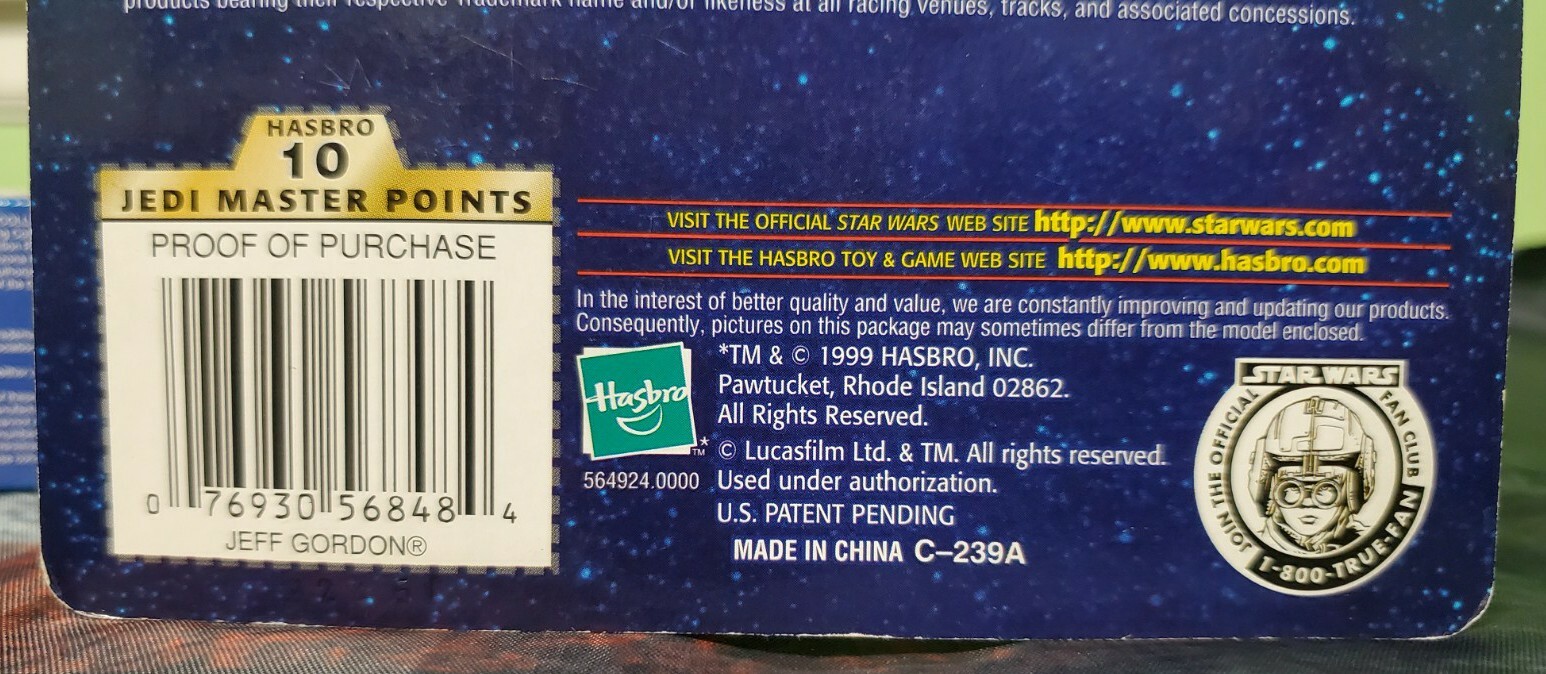 products bearing their respective Trademark name and/or likeness at all racing venues, tracks, and associated concessions.
HASBRO
10
JEDI MASTER POINTS
PROOF OF PURCHASE
0 76930 56848 4
JEFF GORDON®
VISIT THE OFFICIAL STAR WARS WEB SITE http://www.starwars.com
VISIT THE HASBRO TOY & GAME WEB SITE http://www.hasbro.com
In the interest of better quality and value, we are constantly improving and updating our products.
Consequently, pictures on this package may sometimes differ from the model enclosed.
Hasbro
TM*
564924.0000
*TM & © 1999 HASBRO, INC.
Pawtucket, Rhode Island 02862.
All Rights Reserved.
© Lucasfilm Ltd. & TM. All rights reserved.
Used under authorization.
U.S. PATENT PENDING
MADE IN CHINA C–239A
STAR WARS
JOIN THE OFFICIAL
FAN CLUB
1-800-TRUE-FAN